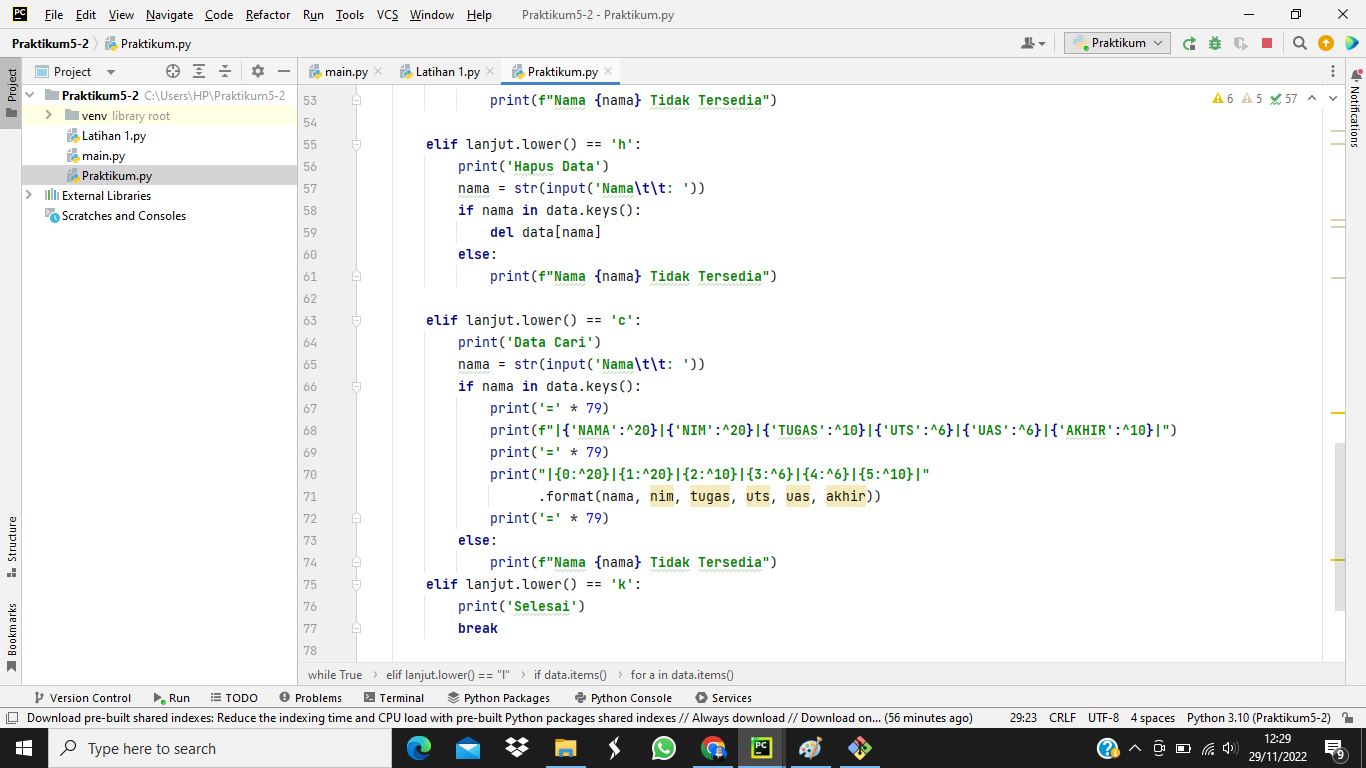 File Edit View Navigate Code Refactor Run Tools VCS Window Help Praktikum5-2 - Praktikum.py
Praktikum5-2 Praktikum.py Praktikum
Project main.py Latihan 1.py Praktikum.py
Project
Praktikum5-2 C:\Users\HP\Praktikum5-2
venv library root
Latihan 1.py
main.py
Praktikum.py
External Libraries
Scratches and Consoles
6 5 57
53 print(f"Nama {nama} Tidak Tersedia")
54
55 elif lanjut.lower() == 'h':
56 print('Hapus Data')
57 nama = str(input('Nama\t\t: '))
58 if nama in data.keys():
59 del data[nama]
60 else:
61 print(f"Nama {nama} Tidak Tersedia")
62
63 elif lanjut.lower() == 'c':
64 print('Data Cari')
65 nama = str(input('Nama\t\t: '))
66 if nama in data.keys():
67 print('=' * 79)
68 print(f"|{'NAMA':^20}|{'NIM':^20}|{'TUGAS':^10}|{'UTS':^6}|{'UAS':^6}|{'AKHIR':^10}|")
69 print('=' * 79)
70 print("|{0:^20}|{1:^20}|{2:^10}|{3:^6}|{4:^6}|{5:^10}|"
71 .format(nama, nim, tugas, uts, uas, akhir))
72 print('=' * 79)
73 else:
74 print(f"Nama {nama} Tidak Tersedia")
75 elif lanjut.lower() == 'k':
76 print('Selesai')
77 break
78
Notifications
Structure
Bookmarks
while True elif lanjut.lower() == "l" if data.items() for a in data.items()
Version Control Run TODO Problems Terminal Python Packages Python Console Services
Download pre-built shared indexes: Reduce the indexing time and CPU load with pre-built Python packages shared indexes // Always download // Download on... (56 minutes ago) 29:23 CRLF UTF-8 4 spaces Python 3.10 (Praktikum5-2)
Type here to search
12:29
29/11/2022
9